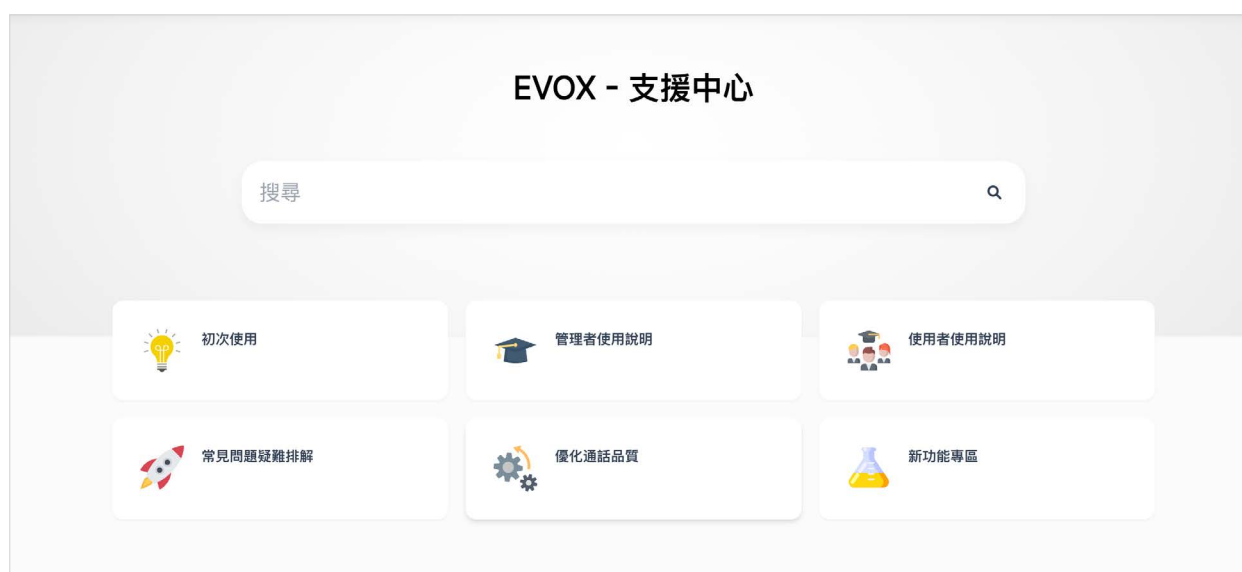 EVOX - 支援中心
搜尋
初次使用
管理者使用說明
使用者使用說明
常見問題疑難排解
優化通話品質
新功能專區